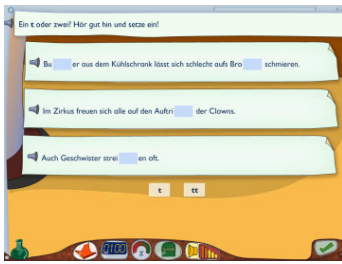 Ein t oder zwei? Hör gut hin und setze ein!
Bu er aus dem Kühlschrank lässt sich schlecht aufs Bro schmieren.
Im Zirkus freuen sich alle auf den Auftri der Clowns.
Auch Geschwister strei en oft.
t tt